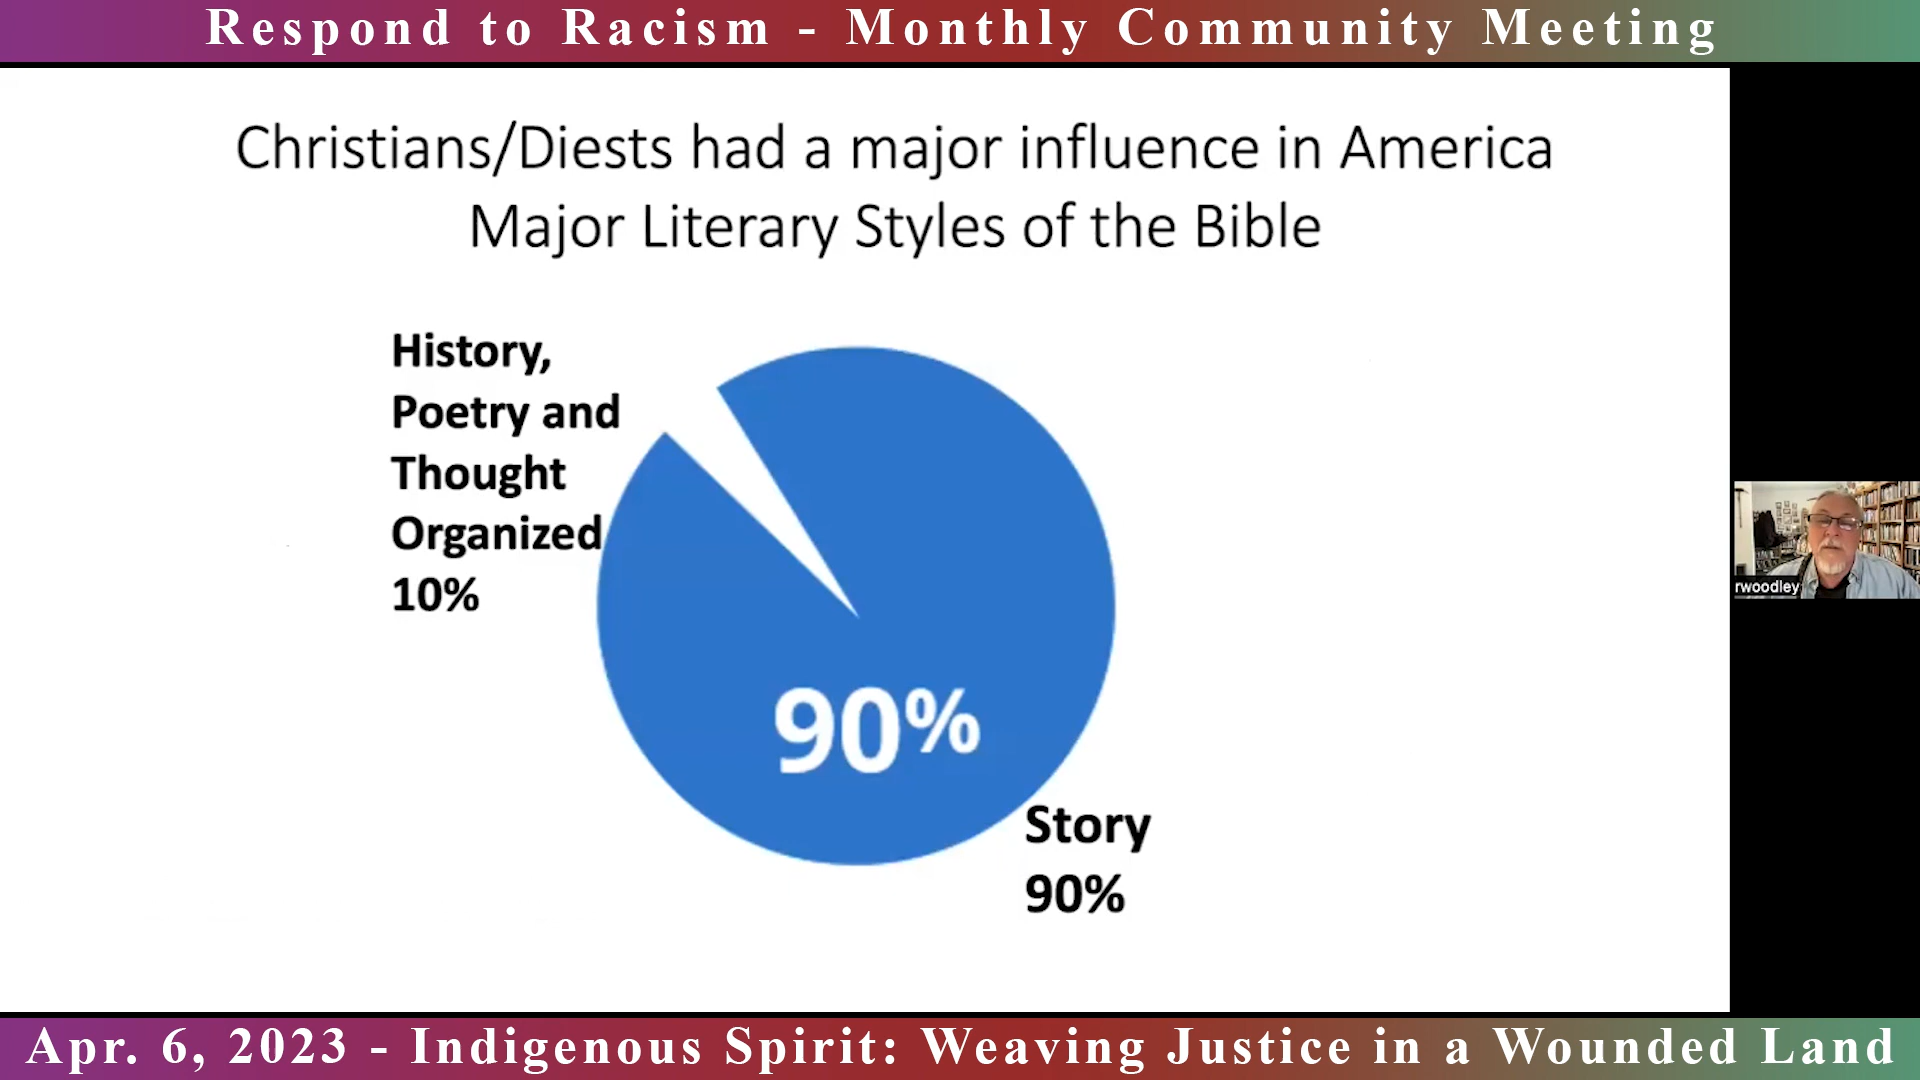 Respond to Racism - Monthly Community Meeting
Christians/Diests had a major influence in America
Major Literary Styles of the Bible
History,
Poetry and
Thought
Organized
10%
90%
Story
90%
rwoodley
Apr. 6, 2023 - Indigenous Spirit: Weaving Justice in a Wounded Land